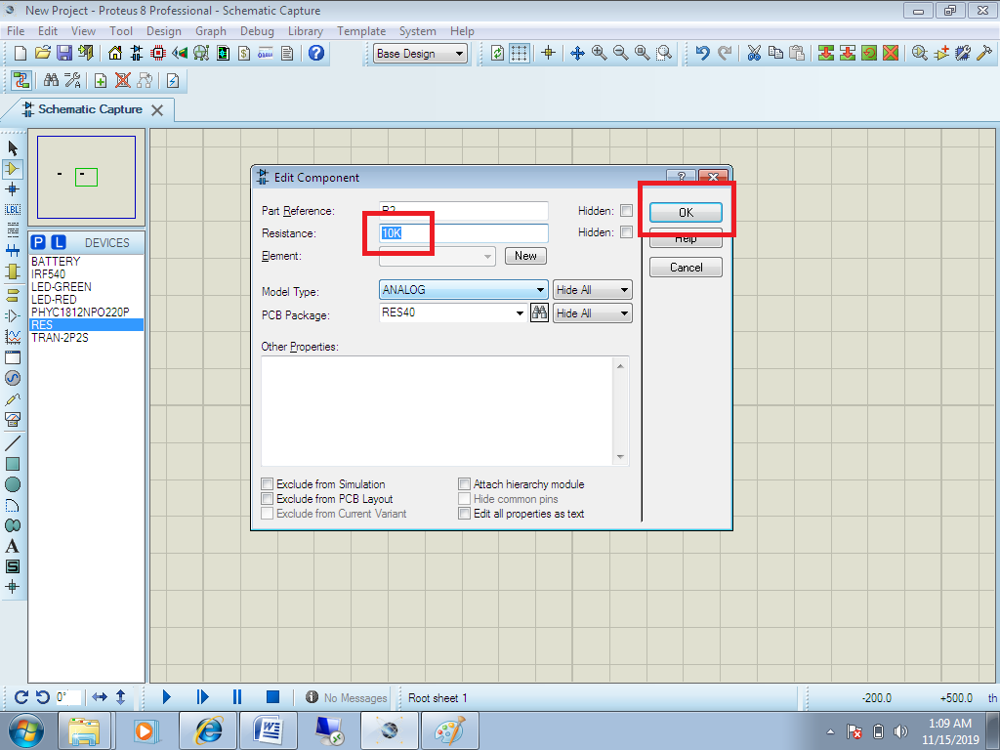 New Project - Proteus 8 Professional - Schematic Capture
File Edit View Tool Design Graph Debug Library Template System Help
Base Design
Schematic Capture
Edit Component
Part Reference: R2 Hidden: OK
Resistance: 10K Hidden: Help
Element: New
Cancel
Model Type: ANALOG Hide All
PCB Package: RES40 Hide All
Other Properties:
Exclude from Simulation Attach hierarchy module
Exclude from PCB Layout Hide common pins
Exclude from Current Variant Edit all properties as text
P L DEVICES
BATTERY
IRF540
LED-GREEN
LED-RED
PHYC1812NPO220P
RES
TRAN-2P2S
LBL
A
S
0° No Messages Root sheet 1 -200.0 +500.0 th
1:09 AM
11/15/2019